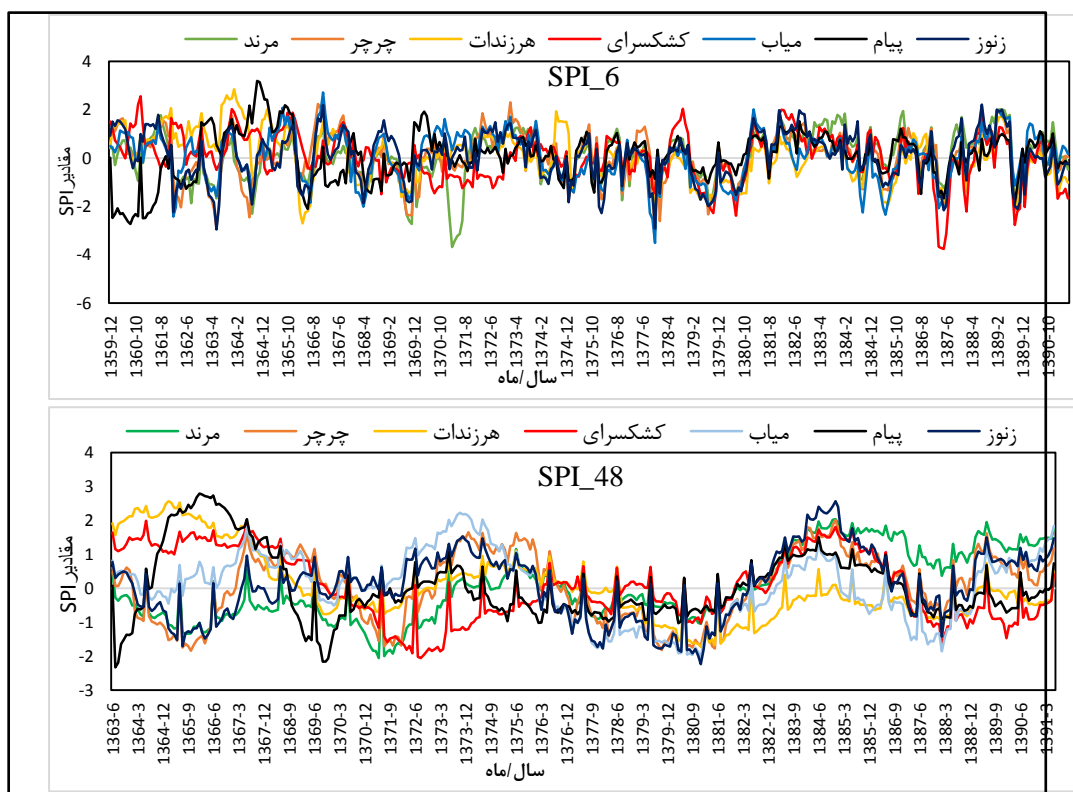 مرند چرچر هرزندات کشکسرای میاب پیام زنوز
SPI_6
4
2
0
-2
-4
-6
مقادیر SPI
1359-12 1360-10 1361-8 1362-6 1363-4 1364-2 1364-12 1365-10 1366-8 1367-6 1368-4 1369-2 1369-12 1370-10 1371-8 1372-6 1373-4 1374-2 1374-12 1375-10 1376-8 1377-6 1378-4 1379-2 1379-12 1380-10 1381-8 1382-6 1383-4 1384-2 1384-12 1385-10 1386-8 1387-6 1388-4 1389-2 1389-12 1390-10
سال/ماه
مرند چرچر هرزندات کشکسرای میاب پیام زنوز
SPI_48
4
3
2
1
0
-1
-2
-3
مقادیر SPI
1363-6 1364-3 1364-12 1365-9 1366-6 1367-3 1367-12 1368-9 1369-6 1370-3 1370-12 1371-9 1372-6 1373-3 1373-12 1374-9 1375-6 1376-3 1376-12 1377-9 1378-6 1379-3 1379-12 1380-9 1381-6 1382-3 1382-12 1383-9 1384-6 1385-3 1385-12 1386-9 1387-6 1388-3 1388-12 1389-9 1390-6 1391-3
سال/ماه